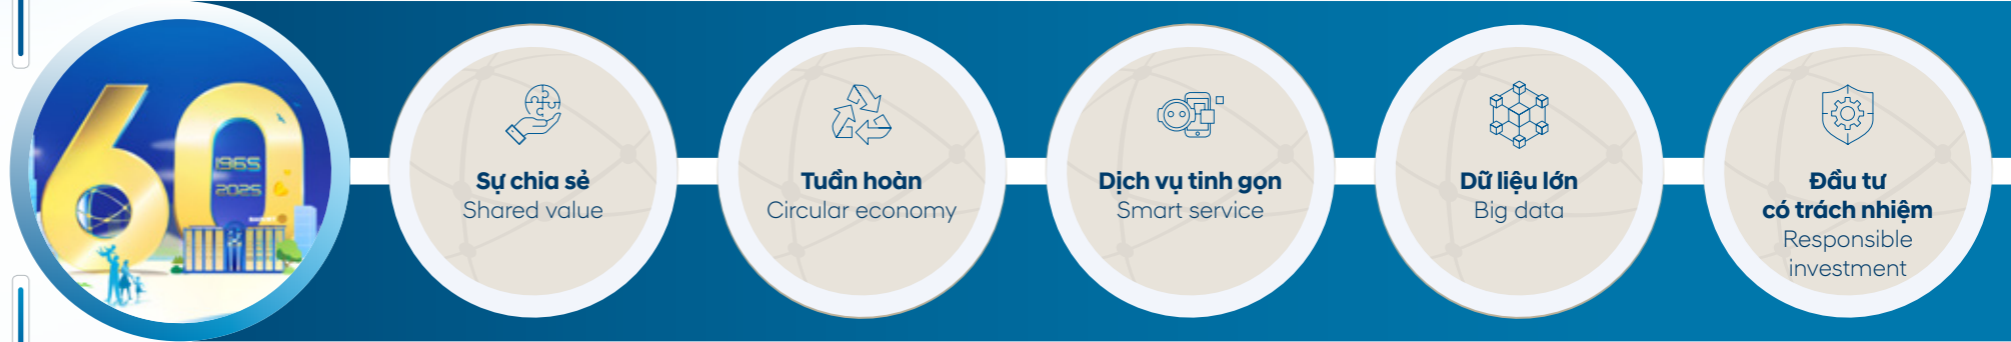 60
1965
2025
Sự chia sẻ
Shared value
Tuần hoàn
Circular economy
Dịch vụ tinh gọn
Smart service
Dữ liệu lớn
Big data
Đầu tư
có trách nhiệm
Responsible
investment